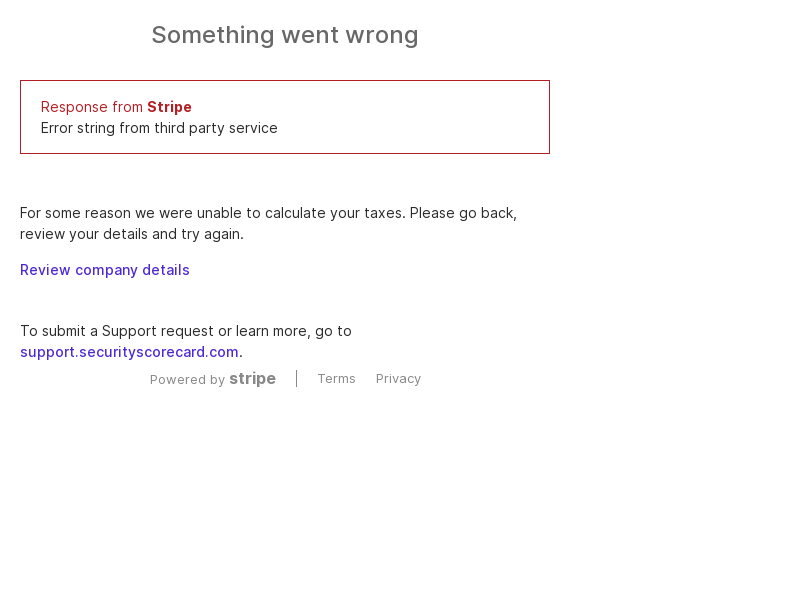 Something went wrong
Response from Stripe
Error string from third party service
For some reason we were unable to calculate your taxes. Please go back,
review your details and try again.
Review company details
To submit a Support request or learn more, go to
support.securityscorecard.com.
Powered by stripe | Terms Privacy